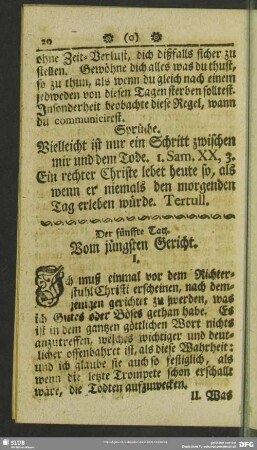 20 (o)
ohne Zeit-Verlust, dich dißfalls sicher zu
stellen. Gewöhne dich alles was du thust,
so zu thun, als wenn du gleich nach einem
jedweden von diesen Tagen sterben soltest.
Insonderheit beobachte diese Regel, wann
du communicirest.
Sprüche.
Vielleicht ist nur ein Schritt zwischen
mir und dem Tode. 1. Sam. XX, 3.
Ein rechter Christe lebet heute so, als
wenn er niemals den morgenden
Tag erleben würde. Tertull.
Der fünffte Tag.
Vom jüngsten Gericht.
I.
Ich muß einmal vor dem Richter-
stuhl Christi erscheinen, nach dem-
jenigen gerichtet zu werden, was
ich Gutes oder Böses gethan habe. Es
ist in dem gantzen göttlichen Wort nichts
anzutreffen, welches wichtiger und deut-
licher offenbahret ist, als diese Wahrheit:
und ich glaube sie auch so festiglich, als
wenn die letzte Trompete schon erschallt
wäre, die Todten aufzuwecken.
II. Was
SLUB
DFG